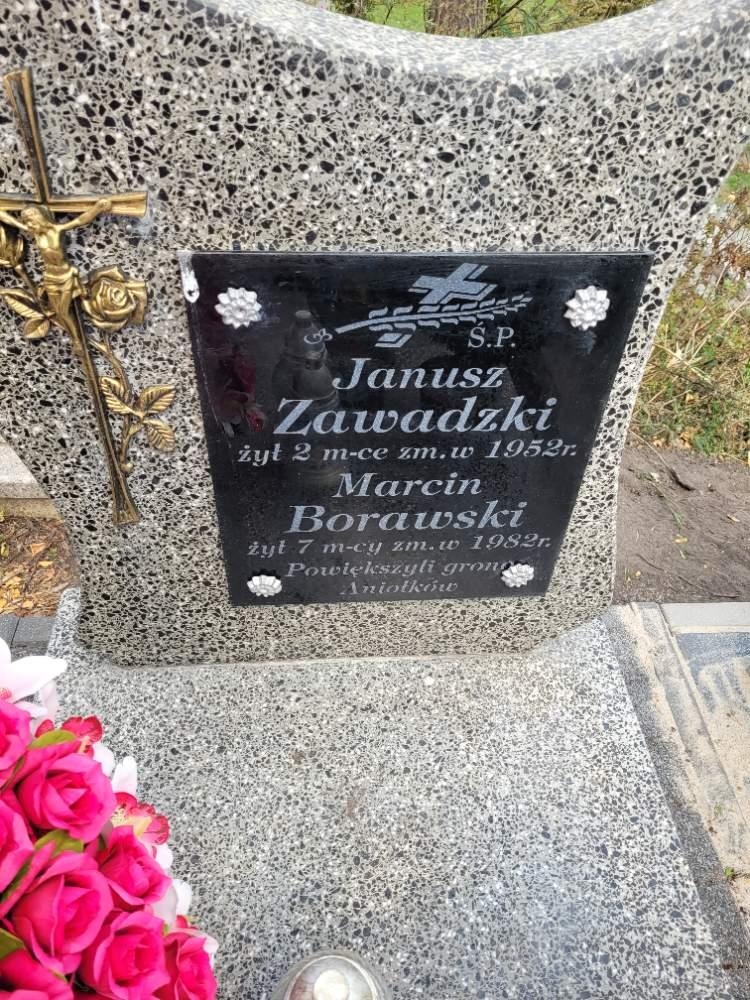 Ś.P.
Janusz
Zawadzki
żył 2 m-ce zm.w 1952r.
Marcin
Borawski
żył 7 m-cy zm.w 1982r.
Powiększyli grono
Aniołków